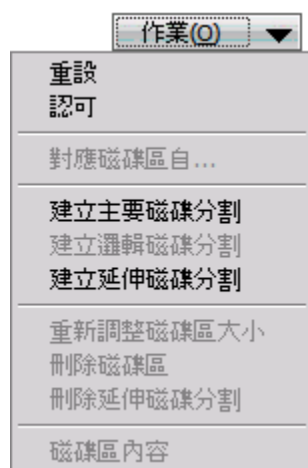 作業(O)
重設
認可
對應磁碟區自...
建立主要磁碟分割
建立邏輯磁碟分割
建立延伸磁碟分割
重新調整磁碟區大小
刪除磁碟區
刪除延伸磁碟分割
磁碟區內容